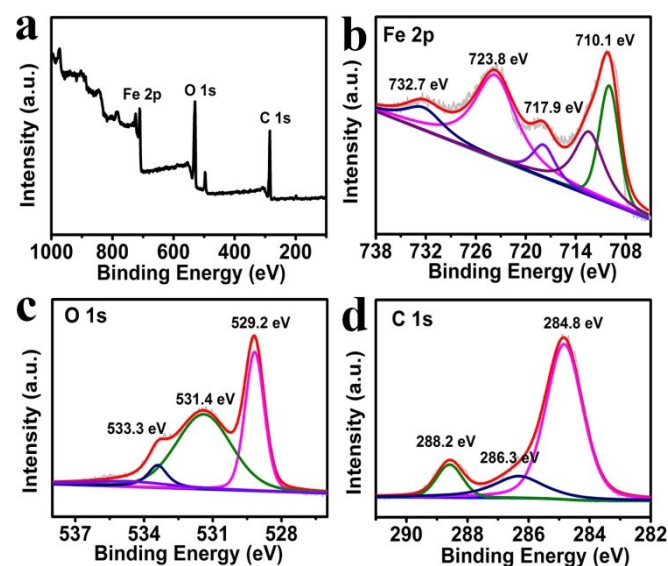 a
Fe 2p
O 1s
C 1s
Intensity (a.u.)
1000 800 600 400 200
Binding Energy (eV)
b
Fe 2p
710.1 eV
723.8 eV
732.7 eV
717.9 eV
Intensity (a.u.)
738 732 726 720 714 708
Binding Energy (eV)
c
O 1s
529.2 eV
531.4 eV
533.3 eV
Intensity (a.u.)
537 534 531 528
Binding Energy (eV)
d
C 1s
284.8 eV
288.2 eV
286.3 eV
Intensity (a.u.)
290 288 286 284 282
Binding Energy (eV)